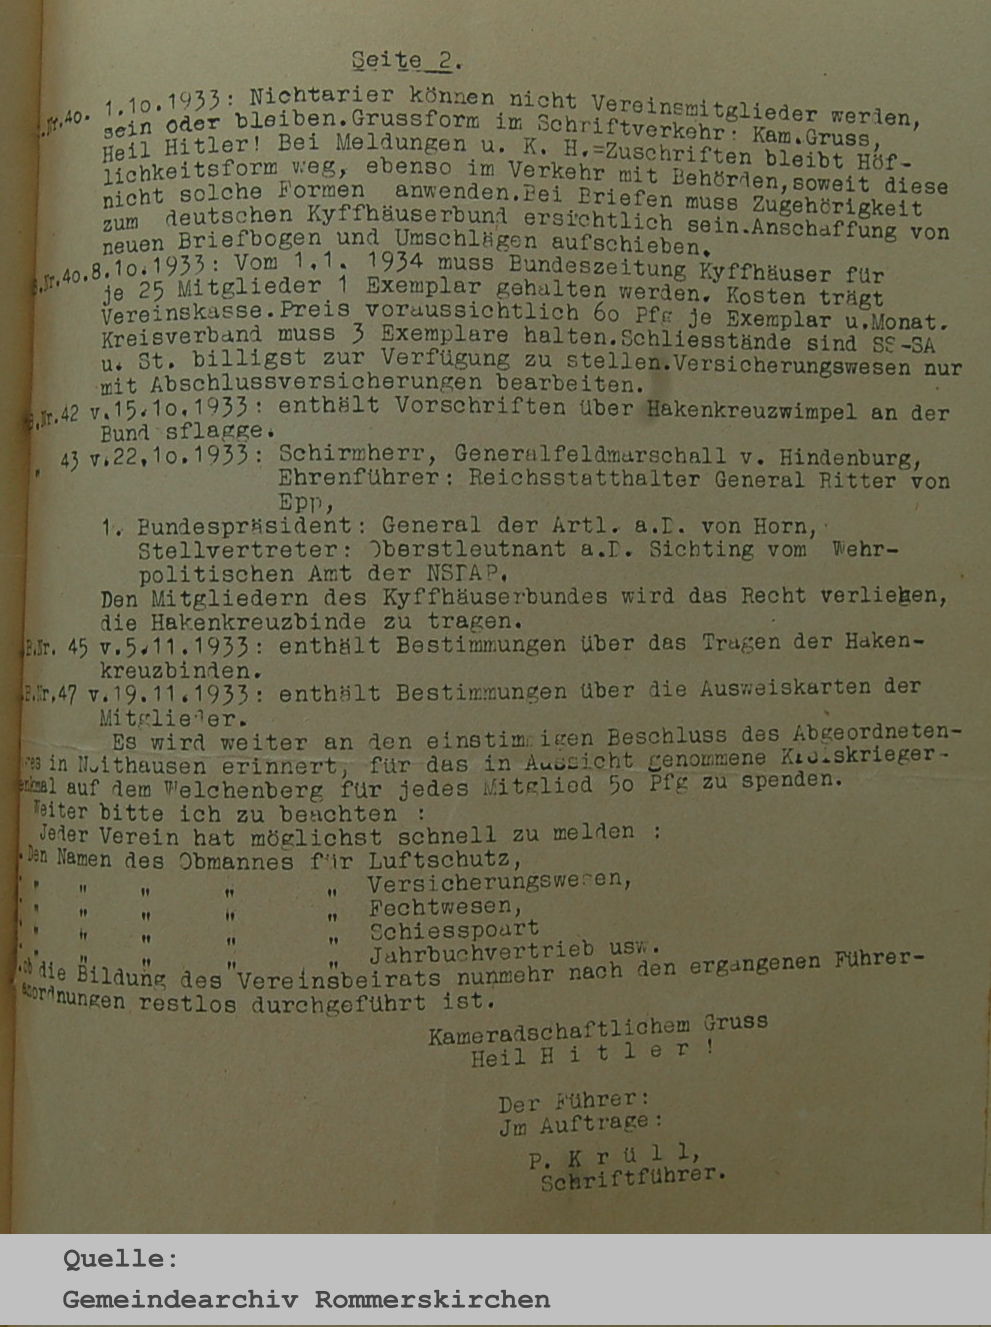 Seite 2.
.Nr.40. 1.10.1933: Nichtarier können nicht Vereinsmitglieder werden,
sein oder bleiben.Grussform im Schriftverkehr: Kam.Gruss,
Heil Hitler! Bei Meldungen u. K. H.=Zuschriften bleibt Höf-
lichkeitsform weg, ebenso im Verkehr mit Behörden,soweit diese
nicht solche Formen anwenden.Bei Briefen muss Zugehörigkeit
zum deutschen Kyffhäuserbund ersichtlich sein.Anschaffung von
neuen Briefbogen und Umschlägen aufschieben.
B.Nr.40.8.10.1933: Vom 1.1. 1934 muss Bundeszeitung Kyffhäuser für
je 25 Mitglieder 1 Exemplar gehalten werden. Kosten trägt
Vereinskasse.Preis voraussichtlich 60 Pfg je Exemplar u.Monat.
Kreisverband muss 3 Exemplare halten.Schliesstände sind SS-SA
u. St. billigst zur Verfügung zu stellen.Versicherungswesen nur
mit Abschlussversicherungen bearbeiten.
B.Nr.42 v.15.10.1933: enthält Vorschriften über Hakenkreuzwimpel an der
Bundesflagge.
" 43 v.22.10.1933: Schirmherr, Generalfeldmarschall v. Hindenburg,
Ehrenführer: Reichsstatthalter General Ritter von
Epp,
1. Bundespräsident: General der Artl. a.D. von Horn,
Stellvertreter: Oberstleutnant a.D. Sichting vom Wehr-
politischen Amt der NSDAP.
Den Mitgliedern des Kyffhäuserbundes wird das Recht verliehen,
die Hakenkreuzbinde zu tragen.
B.Nr. 45 v.5.11.1933: enthält Bestimmungen über das Tragen der Haken-
kreuzbinden.
B.Nr.47 v.19.11.1933: enthält Bestimmungen über die Ausweiskarten der
Mitglieder.
Es wird weiter an den einstimmigen Beschluss des Abgeordneten-
in Neithausen erinnert, für das in Aussicht genommene Kreiskrieger-
denkmal auf dem Welchenberg für jedes Mitglied 50 Pfg zu spenden.
Weiter bitte ich zu beachten :
Jeder Verein hat möglichst schnell zu melden :
Den Namen des Obmannes für Luftschutz,
" " " " " Versicherungswesen,
" " " " " Fechtwesen,
" " " " " Schiesspoart
" " " " " Jahrbuchvertrieb usw.
ob die Bildung des Vereinsbeirats nunmehr nach den ergangenen Führer-
anordnungen restlos durchgeführt ist.
Kameradschaftlichem Gruss
Heil H i t l e r !
Der Führer:
Jm Auftrage:
P. K r ü l l,
Schriftführer.
Quelle:
Gemeindearchiv Rommerskirchen